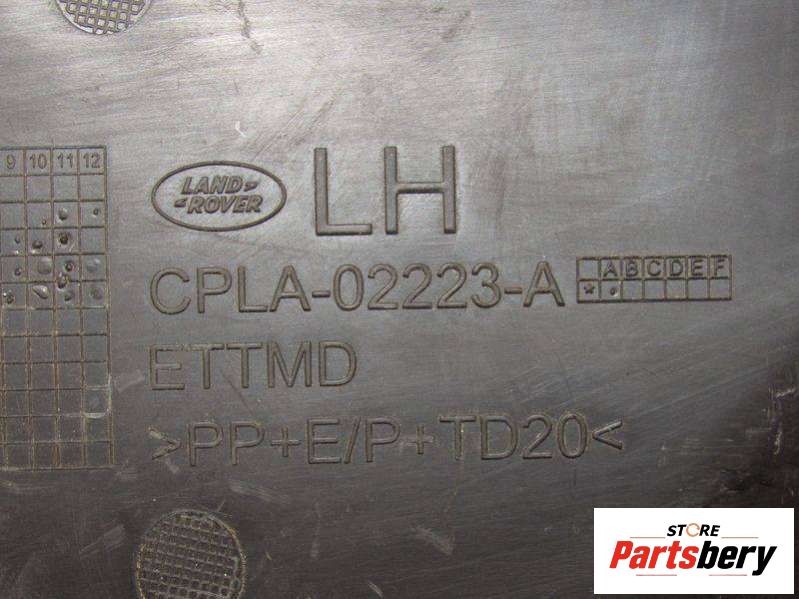 9 10 11 12
LAND
ROVER
LH
CPLA-02223-A
A B C D E F
*
ETTMD
>PP+E/P+TD20<
STORE
Partsbery